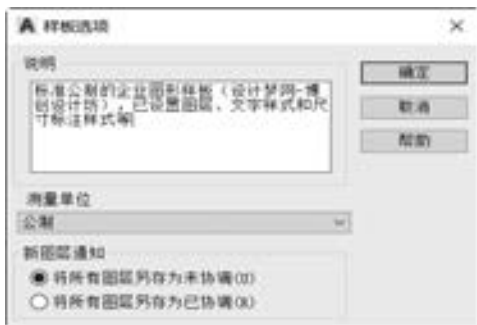 样板选项
说明
标准公制的企业图形样板（设计梦网-博
创设计坊），已设置图层、文字样式和尺
寸标注样式等
确定
取消
帮助
测量单位
公制
新图层通知
将所有图层另存为未协调(U)
将所有图层另存为已协调(R)